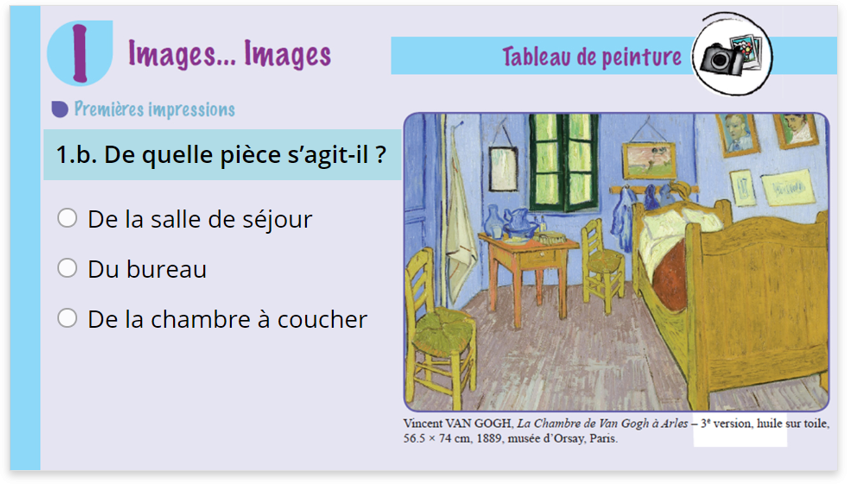 Images... Images
Tableau de peinture
Premières impressions
1.b. De quelle pièce s’agit-il ?
De la salle de séjour
Du bureau
De la chambre à coucher
Vincent VAN GOGH, La Chambre de Van Gogh à Arles – 3e version, huile sur toile,
56.5 × 74 cm, 1889, musée d’Orsay, Paris.